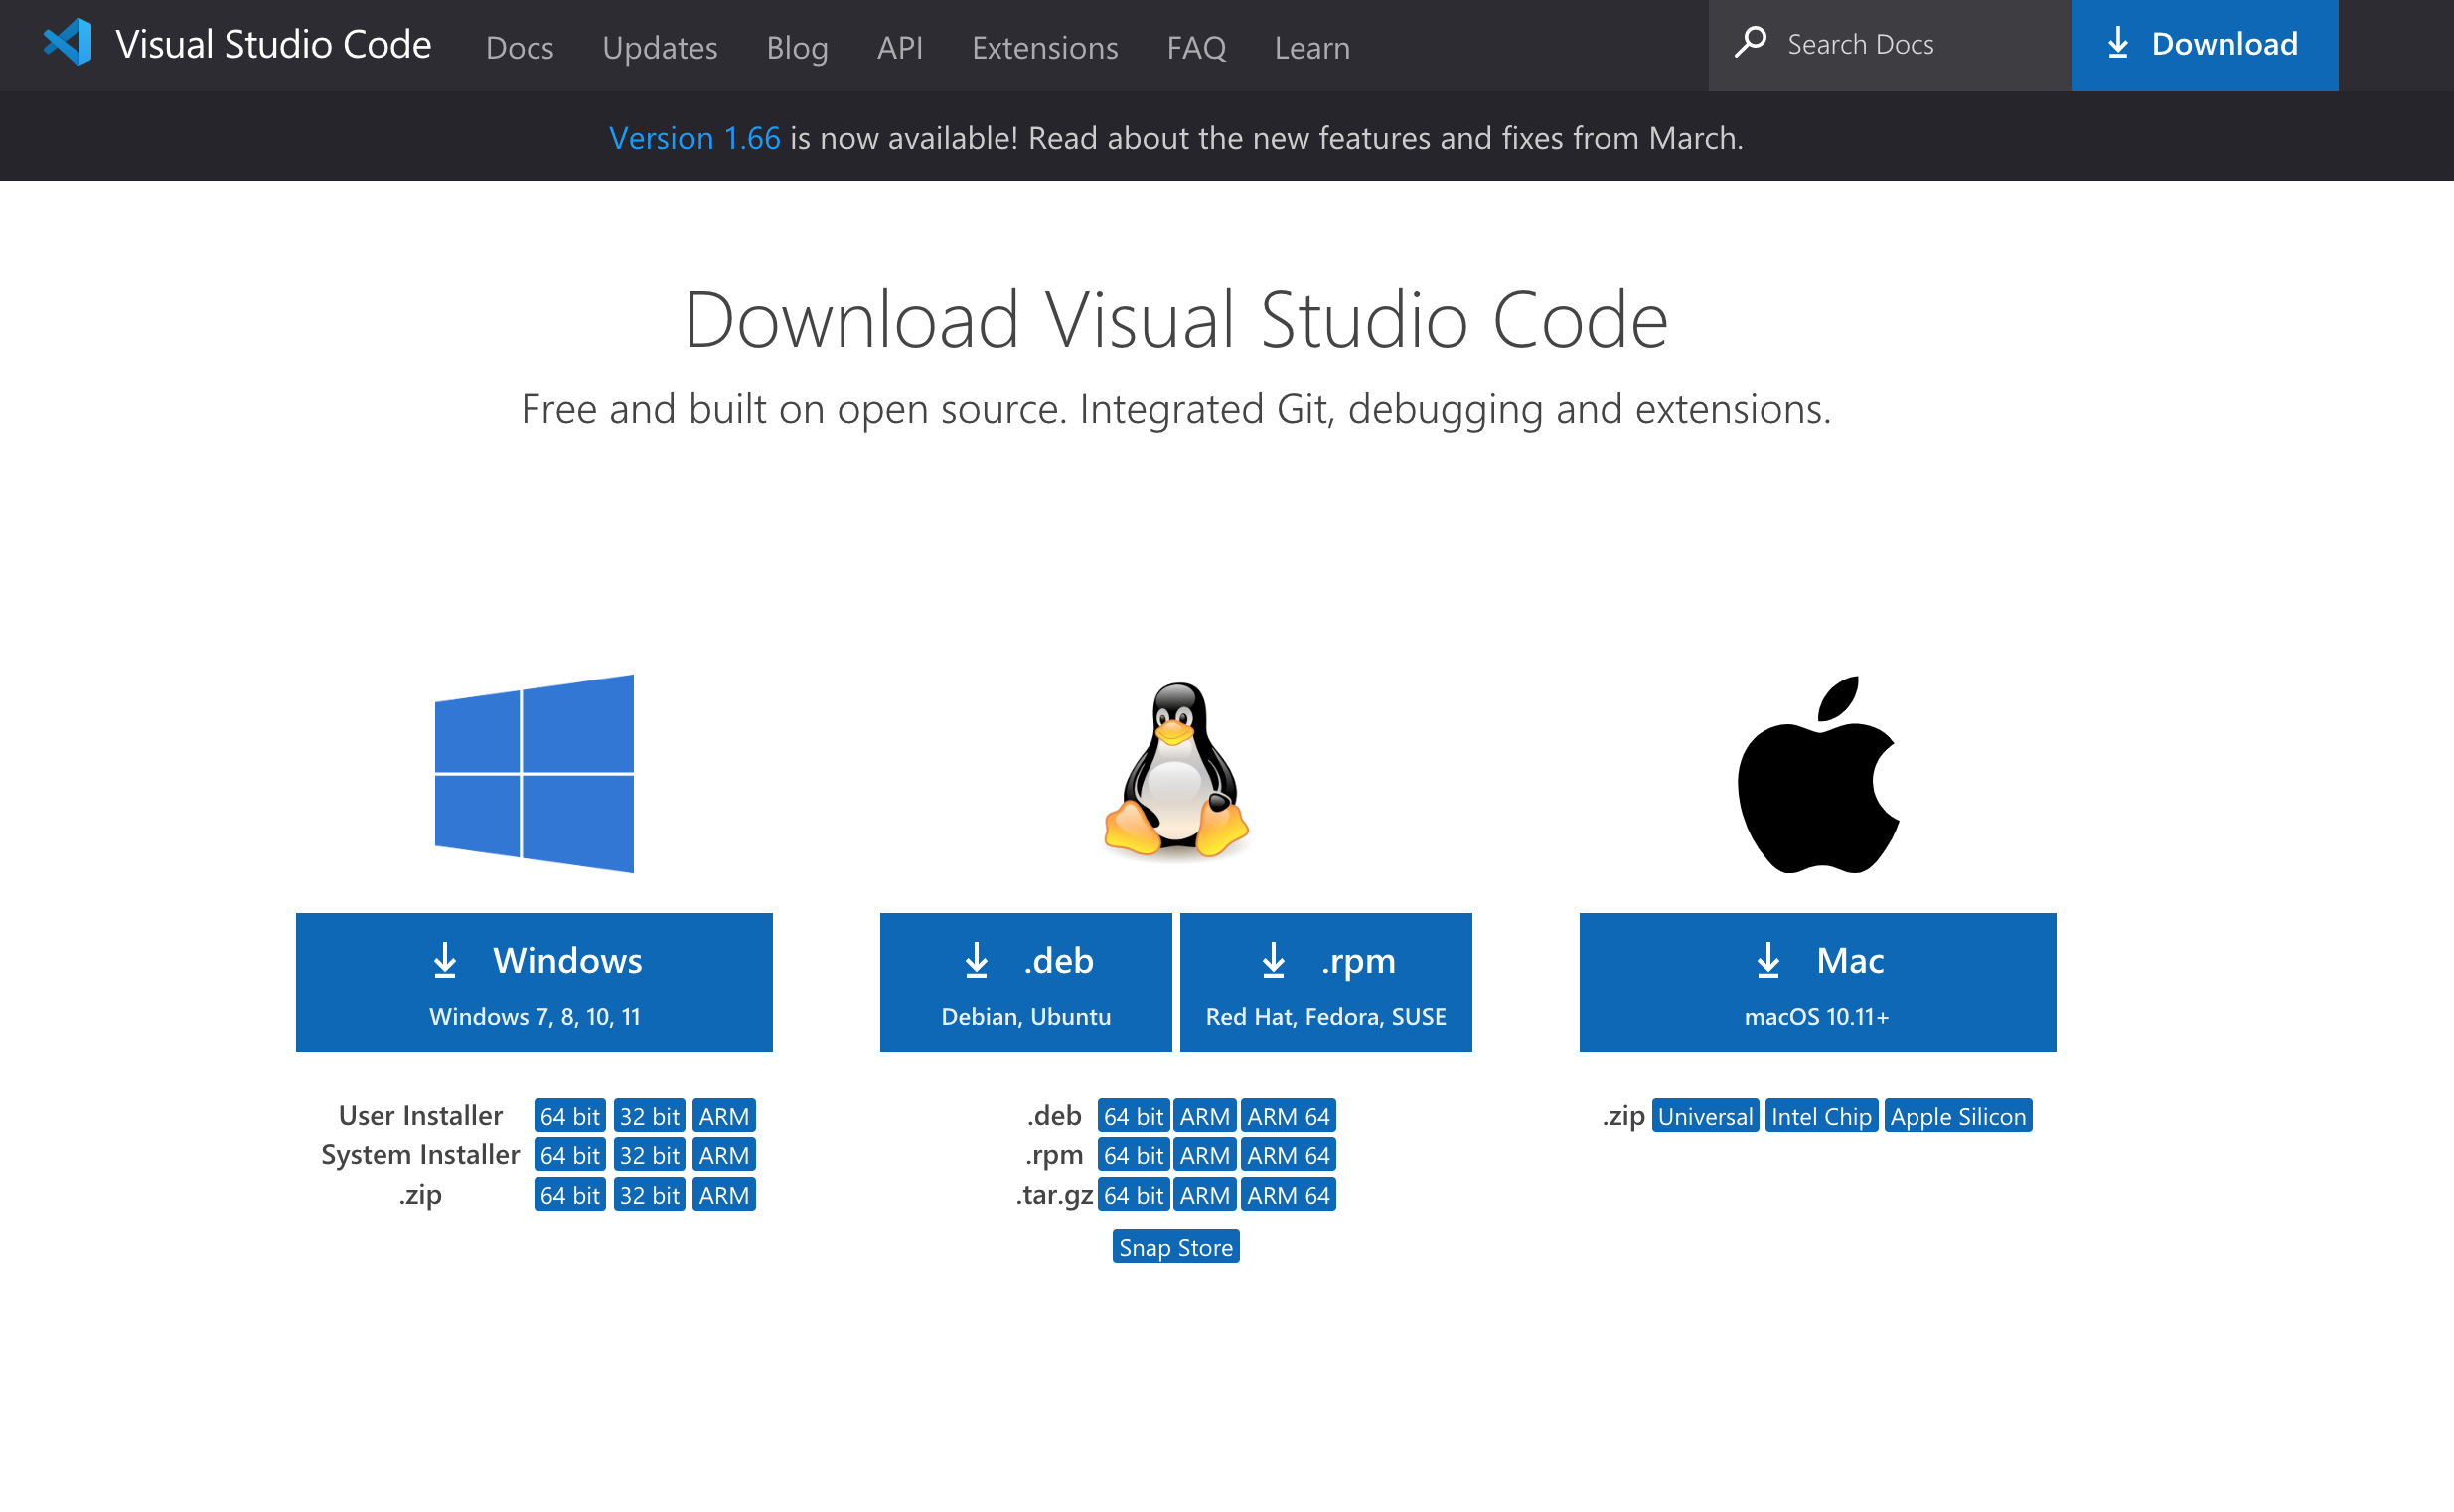 Visual Studio Code Docs Updates Blog API Extensions FAQ Learn Search Docs Download
Version 1.66 is now available! Read about the new features and fixes from March.
Download Visual Studio Code
Free and built on open source. Integrated Git, debugging and extensions.
Windows
Windows 7, 8, 10, 11
User Installer 64 bit 32 bit ARM
System Installer 64 bit 32 bit ARM
.zip 64 bit 32 bit ARM
.deb
Debian, Ubuntu
.rpm
Red Hat, Fedora, SUSE
.deb 64 bit ARM ARM 64
.rpm 64 bit ARM ARM 64
.tar.gz 64 bit ARM ARM 64
Snap Store
Mac
macOS 10.11+
.zip Universal Intel Chip Apple Silicon